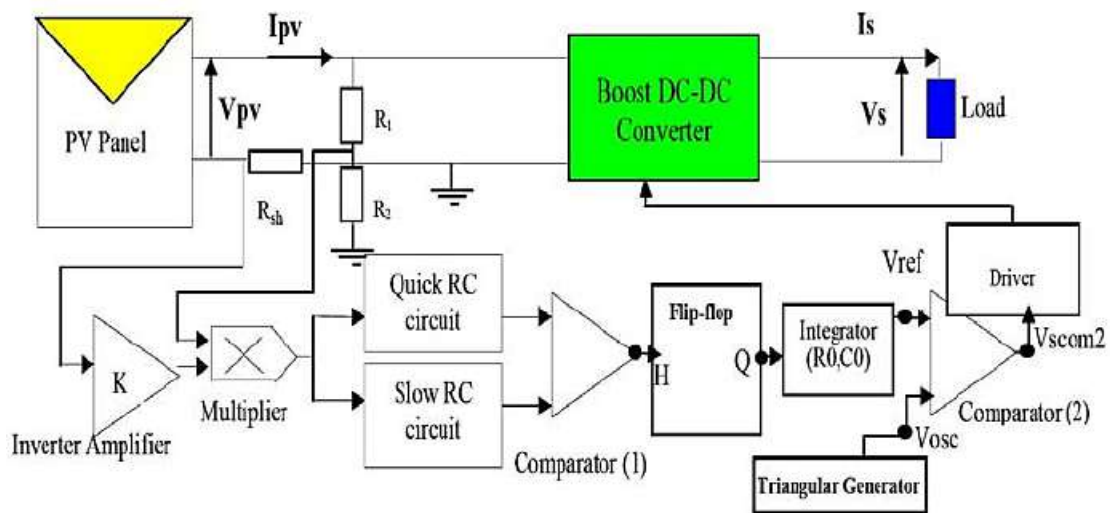 Ipv
Is
PV Panel
Vpv
R1
Boost DC-DC
Converter
Vs
Load
Rsh
R2
Quick RC
circuit
Vref
Driver
Flip-flop
Integrator
(R0,C0)
Vscom2
K
H
Q
Multiplier
Slow RC
circuit
Comparator (2)
Inverter Amplifier
Comparator (1)
Vosc
Triangular Generator